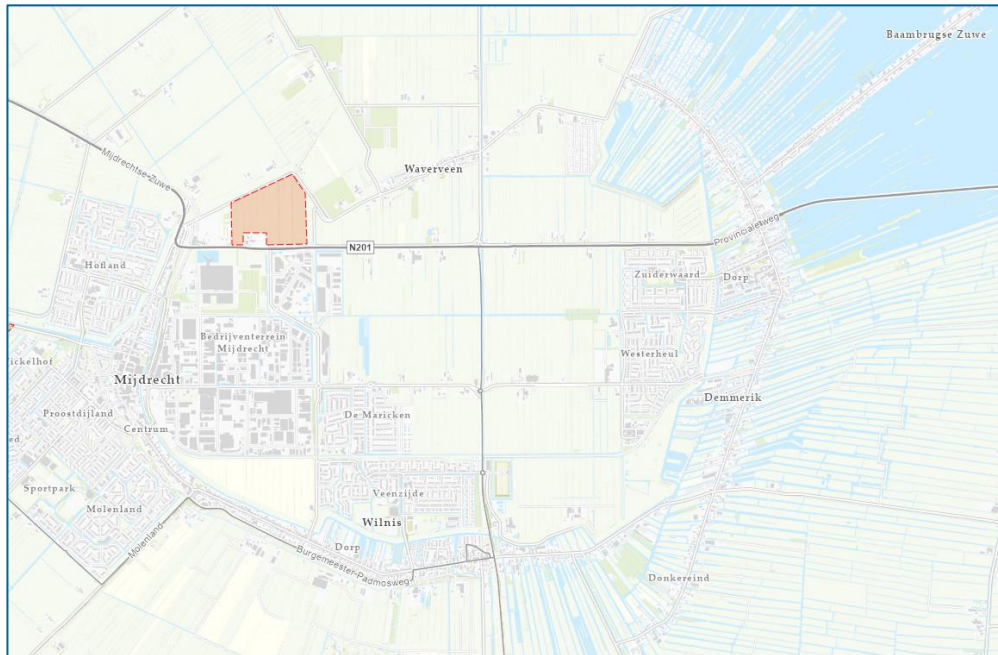 Baambrugse Zuwe
Mijdrechtse-Zuwe
Waverveen
Provincialeweg
N201
Hofland
Zuiderwaard
Dorp
Bedrijventerrein
Mijdrecht
Westerheul
Mijdrecht
Demmerik
Proostdijland
De Maricken
Centrum
Sportpark
Veenzijde
Molenland
Wilnis
Molenland
Dorp
Burgemeester-Padmosweg
Donkereind